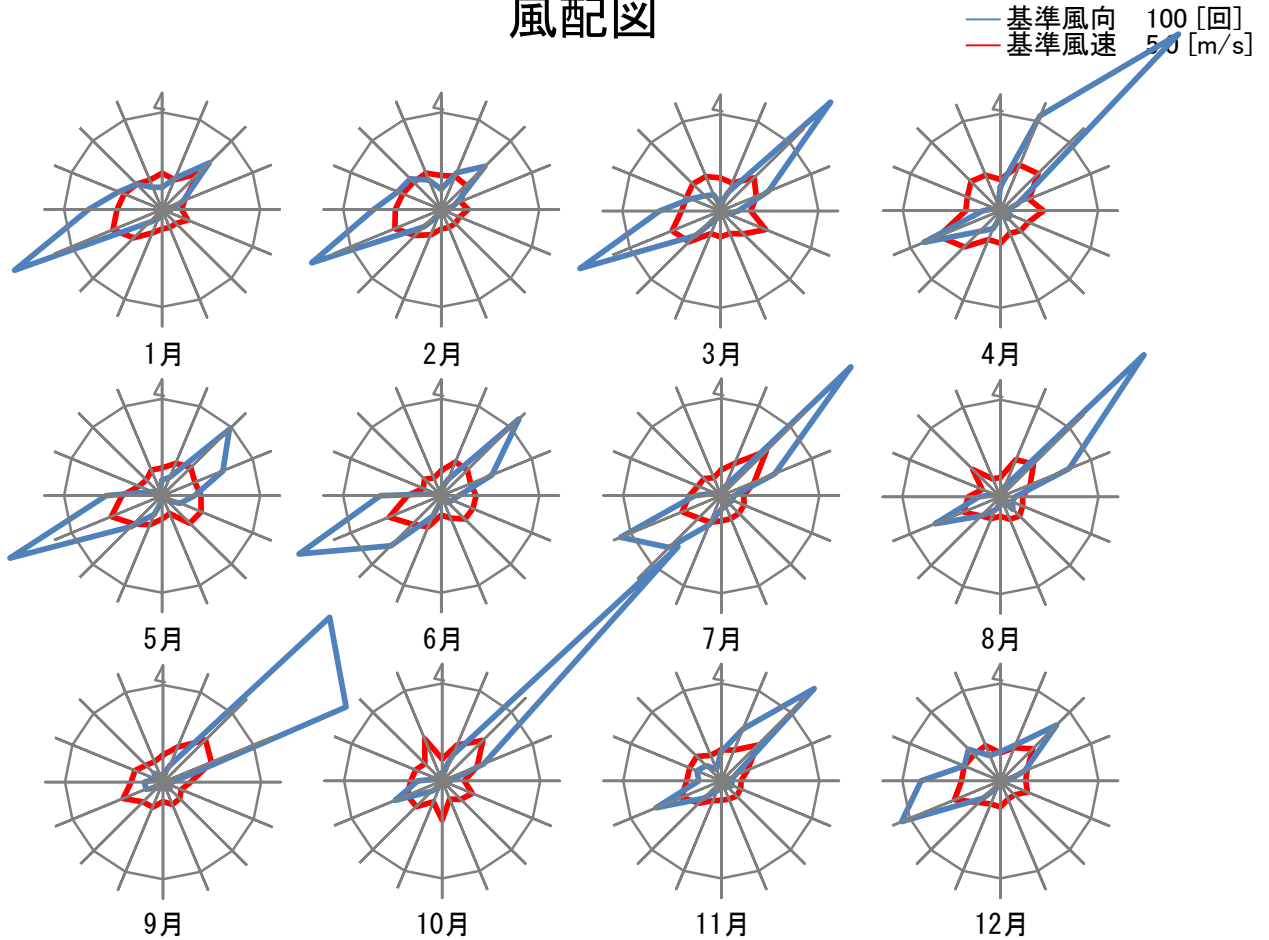 風配図
基準風向 100 [回]
基準風速 5.0 [m/s]
1月
2月
3月
4月
5月
6月
7月
8月
9月
10月
11月
12月